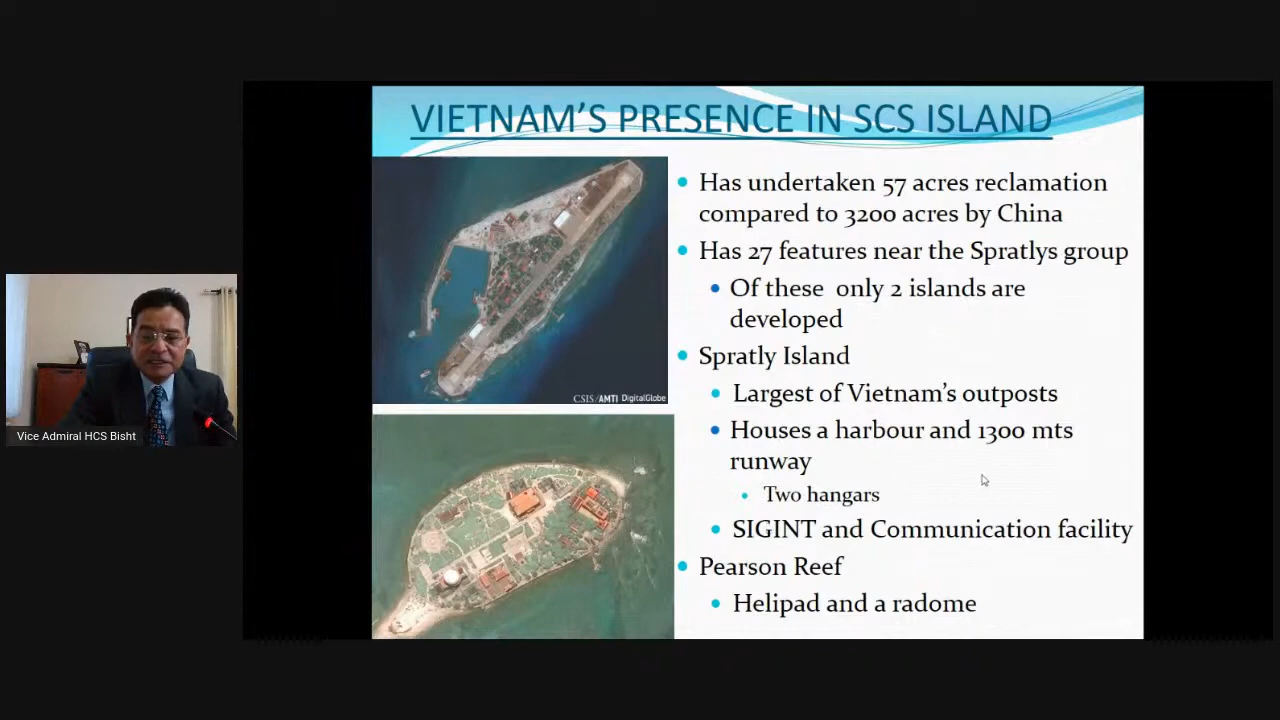 VIETNAM'S PRESENCE IN SCS ISLAND
• Has undertaken 57 acres reclamation
compared to 3200 acres by China
• Has 27 features near the Spratlys group
• Of these only 2 islands are
developed
• Spratly Island
• Largest of Vietnam's outposts
• Houses a harbour and 1300 mts
runway
• Two hangars
• SIGINT and Communication facility
• Pearson Reef
• Helipad and a radome
CSIS/AMTI DigitalGlobe
Vice Admiral HCS Bisht